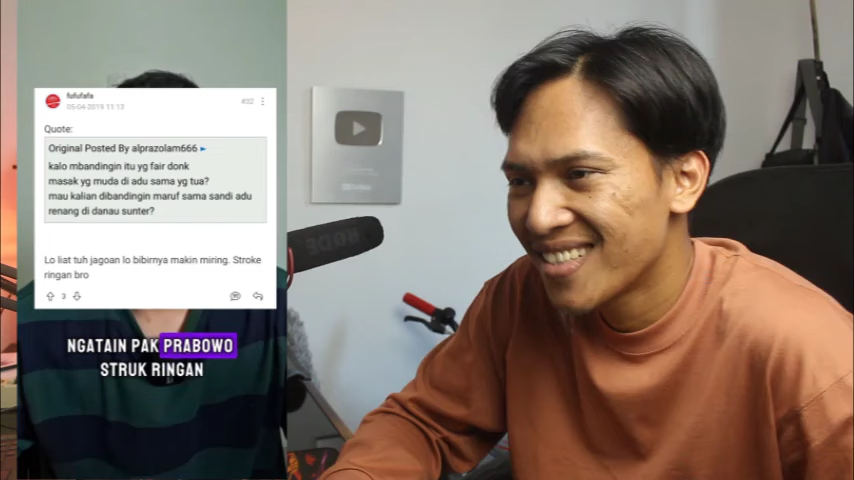 fufufafa
05-04-2019 11:13
#32
Quote:
Original Posted By alprazolam666
kalo mbandingin itu yg fair donk
masak yg muda di adu sama yg tua?
mau kalian dibandingin maruf sama sandi adu
renang di danau sunter?
Lo liat tuh jagoan lo bibirnya makin miring. Stroke
ringan bro
3
NGATAIN PAK PRABOWO
STRUK RINGAN
RODE